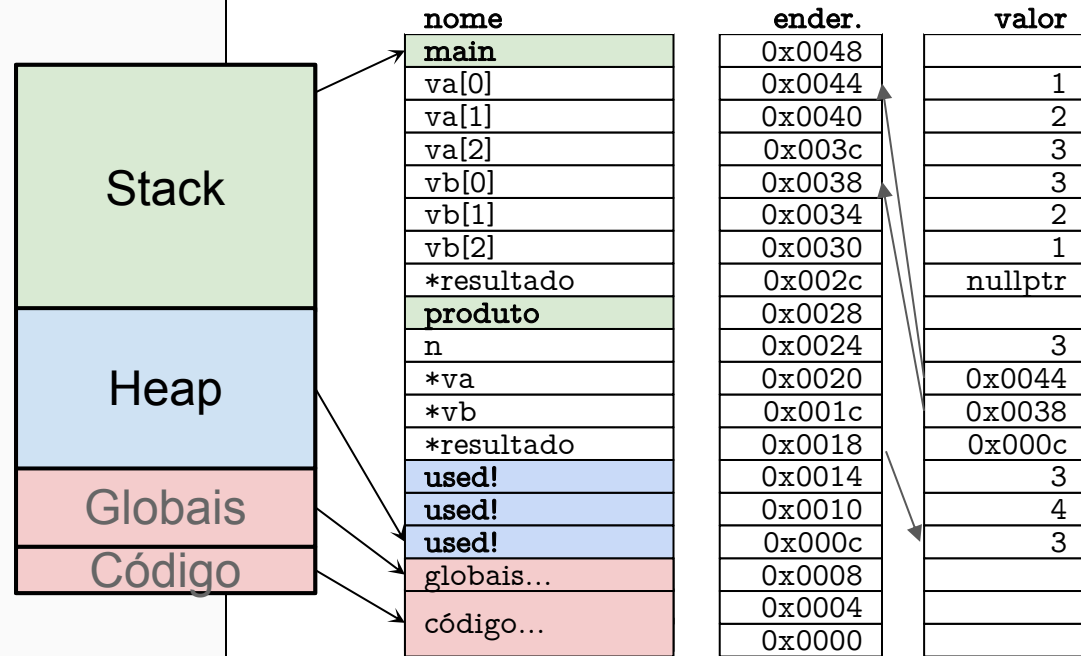 nome ender. valor
main 0x0048
va[0] 0x0044 1
va[1] 0x0040 2
va[2] 0x003c 3
vb[0] 0x0038 3
vb[1] 0x0034 2
vb[2] 0x0030 1
*resultado 0x002c nullptr
produto 0x0028
n 0x0024 3
*va 0x0020 0x0044
*vb 0x001c 0x0038
*resultado 0x0018 0x000c
used! 0x0014 3
used! 0x0010 4
used! 0x000c 3
globais... 0x0008
código... 0x0004
0x0000
Stack
Heap
Globais
Código